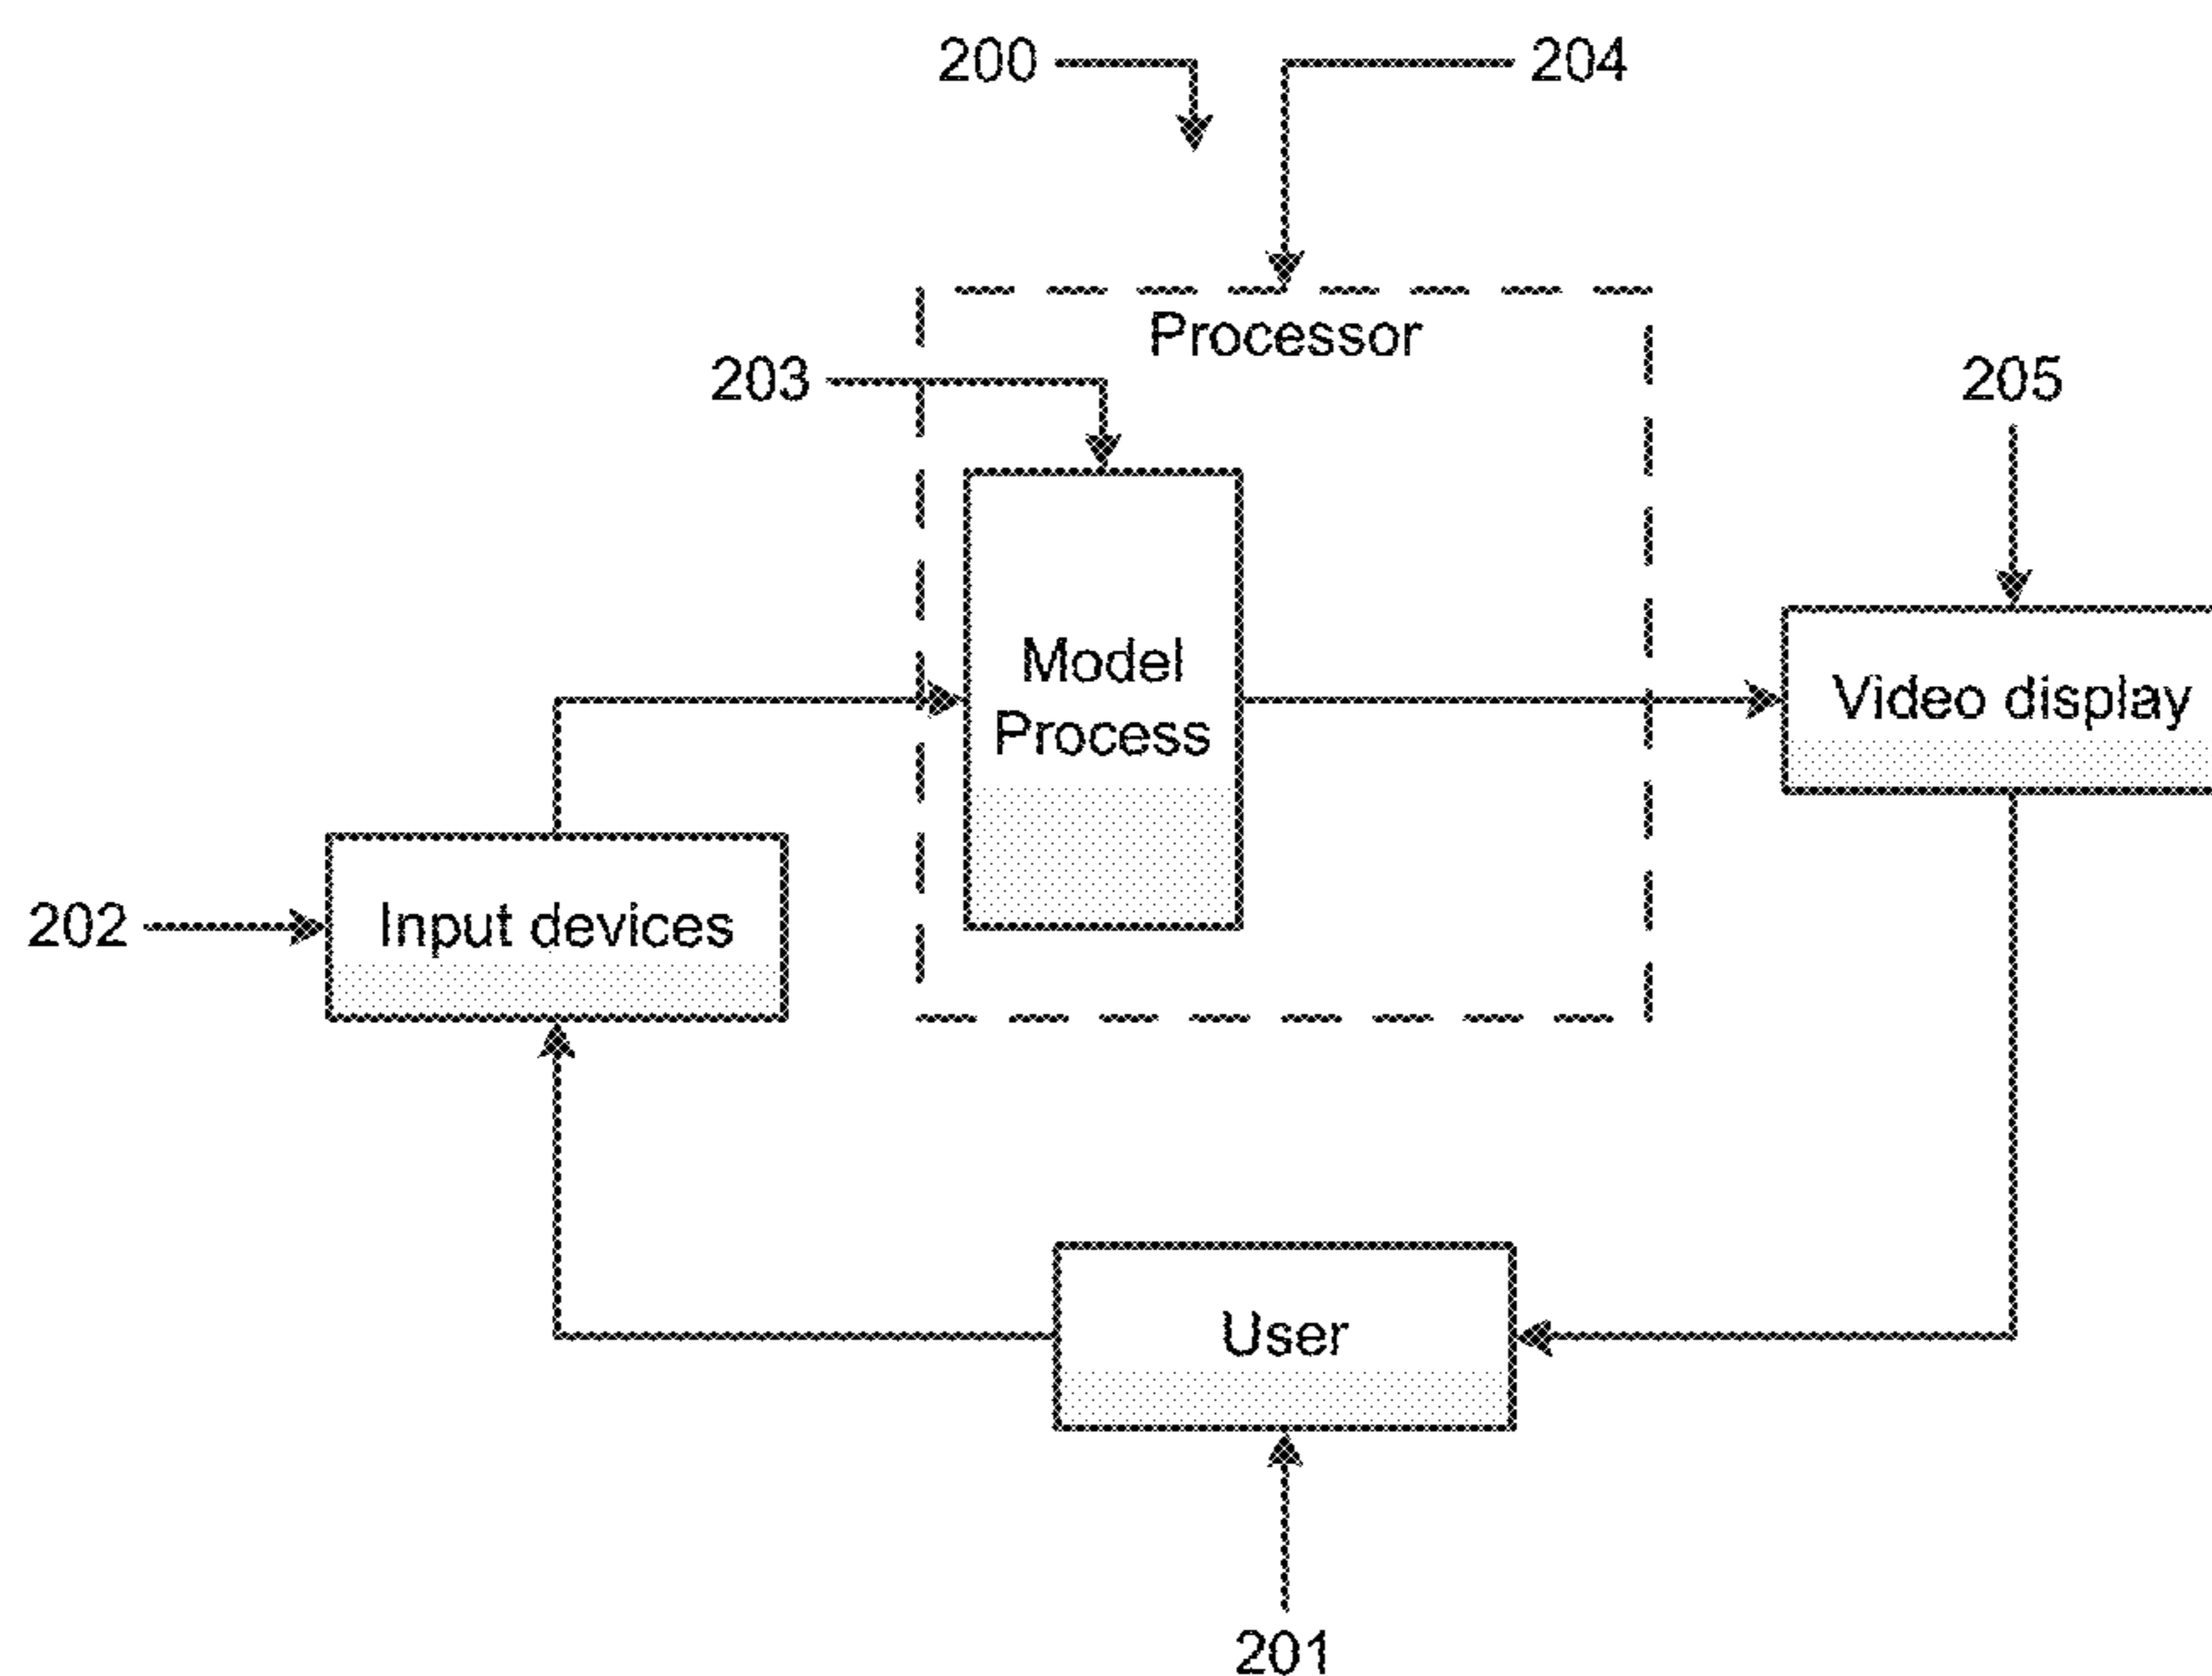 200
204
Processor
203
205
Model
Process
Video display
202
Input devices
User
201